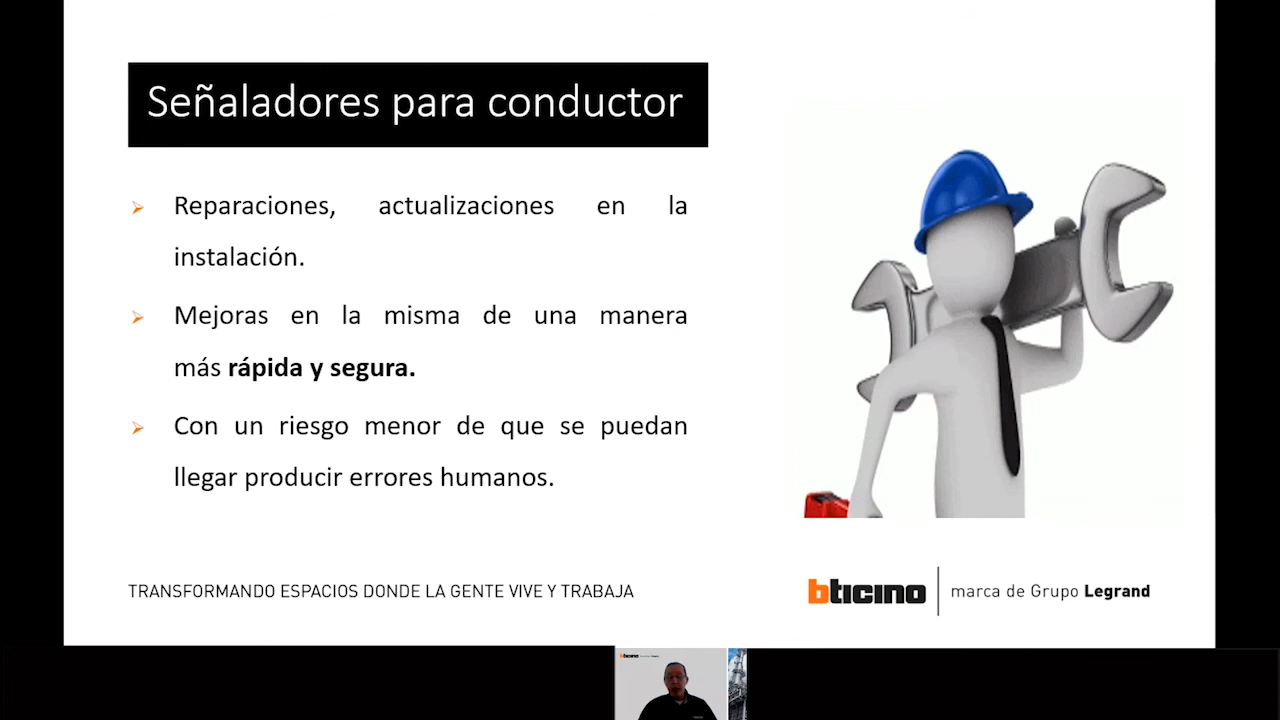 Señaladores para conductor
Reparaciones, actualizaciones en la
instalación.
Mejoras en la misma de una manera
más rápida y segura.
Con un riesgo menor de que se puedan
llegar producir errores humanos.
TRANSFORMANDO ESPACIOS DONDE LA GENTE VIVE Y TRABAJA
bticino marca de Grupo Legrand
bticino